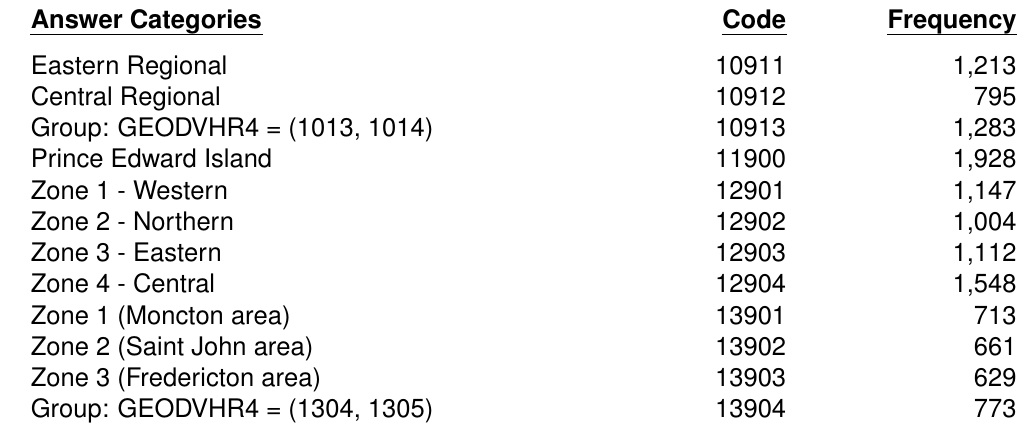 Answer Categories Code Frequency
Eastern Regional 10911 1,213
Central Regional 10912 795
Group: GEODVHR4 = (1013, 1014) 10913 1,283
Prince Edward Island 11900 1,928
Zone 1 - Western 12901 1,147
Zone 2 - Northern 12902 1,004
Zone 3 - Eastern 12903 1,112
Zone 4 - Central 12904 1,548
Zone 1 (Moncton area) 13901 713
Zone 2 (Saint John area) 13902 661
Zone 3 (Fredericton area) 13903 629
Group: GEODVHR4 = (1304, 1305) 13904 773